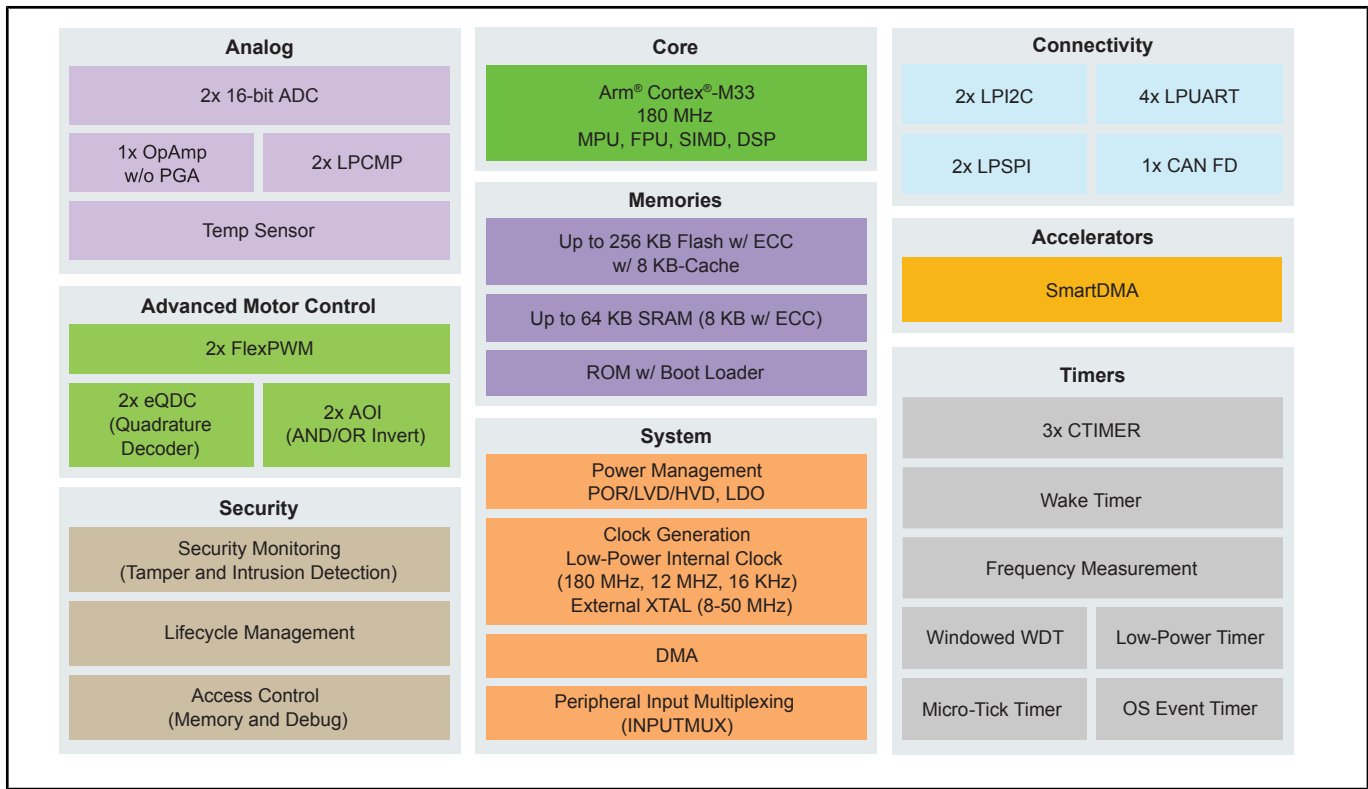 Analog
2x 16-bit ADC
1x OpAmp
w/o PGA
2x LPCMP
Temp Sensor
Advanced Motor Control
2x FlexPWM
2x eQDC
(Quadrature
Decoder)
2x AOI
(AND/OR Invert)
Security
Security Monitoring
(Tamper and Intrusion Detection)
Lifecycle Management
Access Control
(Memory and Debug)
Core
Arm® Cortex®-M33
180 MHz
MPU, FPU, SIMD, DSP
Memories
Up to 256 KB Flash w/ ECC
w/ 8 KB-Cache
Up to 64 KB SRAM (8 KB w/ ECC)
ROM w/ Boot Loader
System
Power Management
POR/LVD/HVD, LDO
Clock Generation
Low-Power Internal Clock
(180 MHz, 12 MHZ, 16 KHz)
External XTAL (8-50 MHz)
DMA
Peripheral Input Multiplexing
(INPUTMUX)
Connectivity
2x LPI2C
4x LPUART
2x LPSPI
1x CAN FD
Accelerators
SmartDMA
Timers
3x CTIMER
Wake Timer
Frequency Measurement
Windowed WDT
Low-Power Timer
Micro-Tick Timer
OS Event Timer